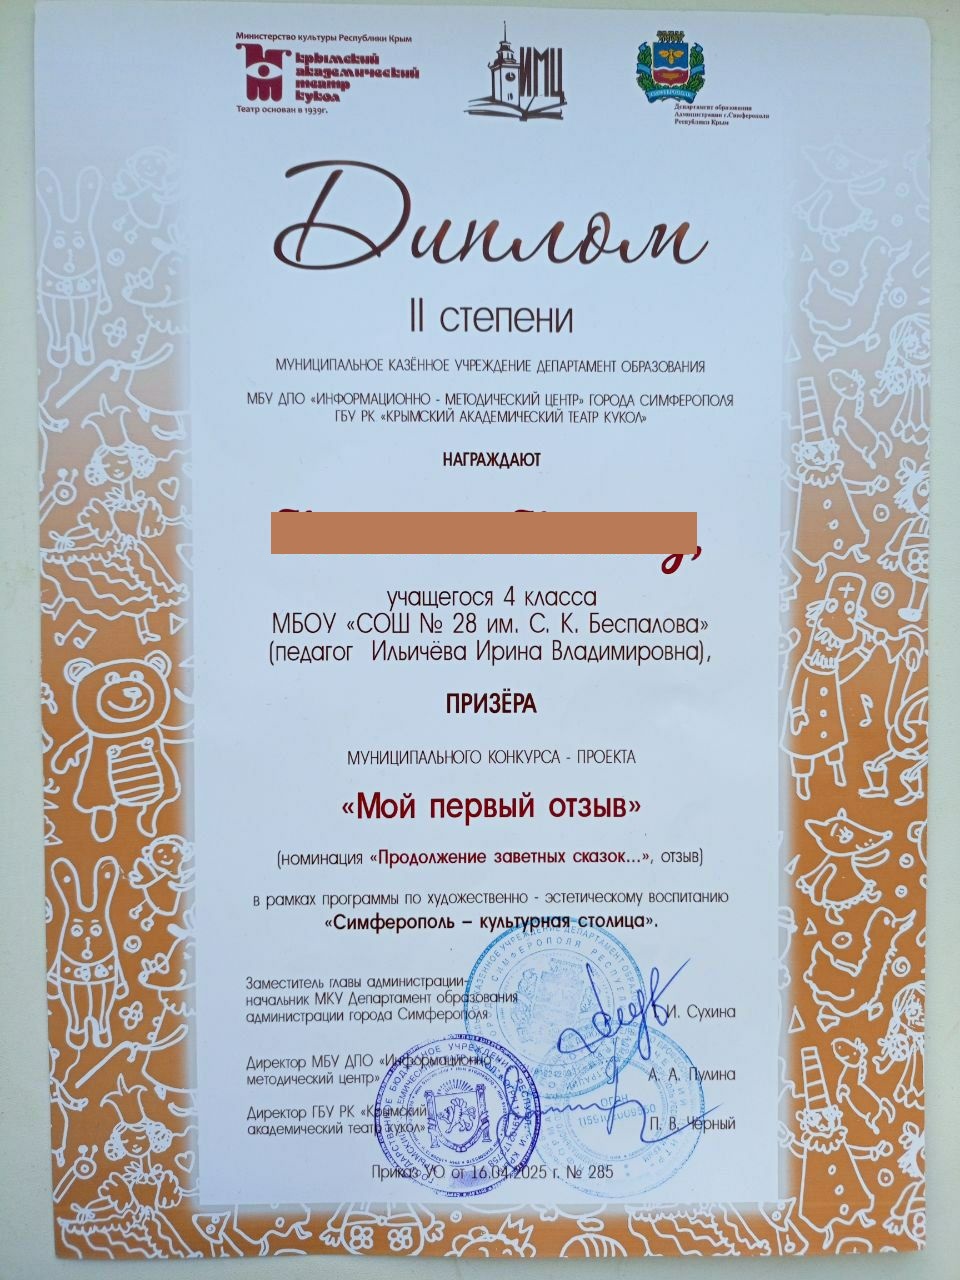 Министерство культуры Республики Крым
крымский
академический
театр
кукол
Театр основан в 1939г.
ИМЦ
СИМФЕРОПОЛЬ
Департамент образования
Администрации г.Симферополя
Республики Крым
Диплом
II степени
МУНИЦИПАЛЬНОЕ КАЗЁННОЕ УЧРЕЖДЕНИЕ ДЕПАРТАМЕНТ ОБРАЗОВАНИЯ
МБУ ДПО «ИНФОРМАЦИОННО - МЕТОДИЧЕСКИЙ ЦЕНТР» ГОРОДА СИМФЕРОПОЛЯ
ГБУ РК «КРЫМСКИЙ АКАДЕМИЧЕСКИЙ ТЕАТР КУКОЛ»
НАГРАЖДАЮТ
учащегося 4 класса
МБОУ «СОШ № 28 им. С. К. Беспалова»
(педагог Ильичёва Ирина Владимировна),
ПРИЗЁРА
МУНИЦИПАЛЬНОГО КОНКУРСА - ПРОЕКТА
«Мой первый отзыв»
(номинация «Продолжение заветных сказок...», отзыв)
в рамках программы по художественно - эстетическому воспитанию
«Симферополь – культурная столица».
Заместитель главы администрации-
начальник МКУ Департамент образования
администрации города Симферополя
И. Сухина
Директор МБУ ДПО «Информационно
методический центр»
А. А. Пулина
Директор ГБУ РК «Крымский
академический театр кукол»
П. В. Чёрный
Приказ УО от 16.04.2025 г. № 285